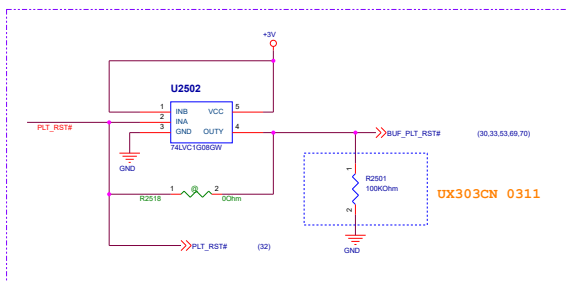 +3V
U2502
1 INB VCC 5
2 INA
3 GND OUTY 4
74LVC1G08GW
PLT_RST#
BUF_PLT_RST# (30,33,53,69,70)
GND
1 @ 2
R2518 0Ohm
1
R2501
100KOhm
2
UX303CN 0311
PLT_RST# (32)
GND